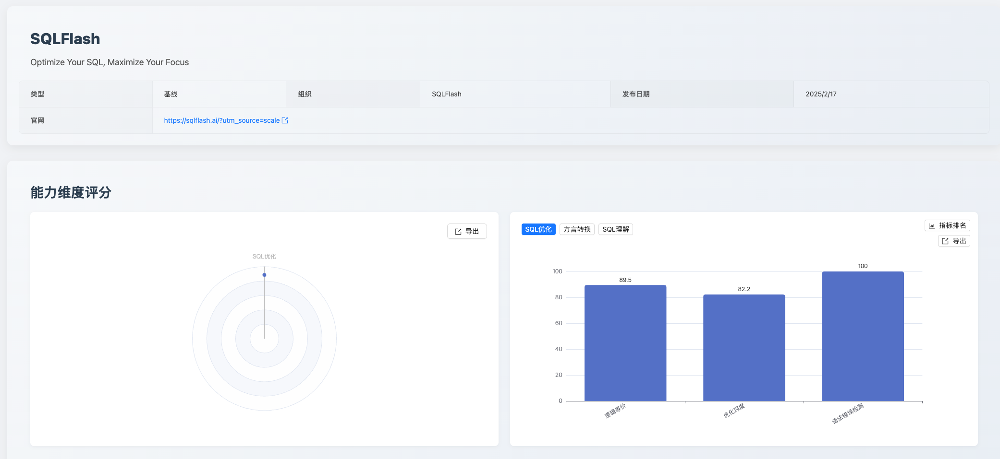 SQLFlash
Optimize Your SQL, Maximize Your Focus
类型 基线 组织 SQLFlash 发布日期 2025/2/17
官网 https://sqlflash.ai/?utm_source=scale
能力维度评分
导出
SQL优化
SQL优化 方言转换 SQL理解
指标排名
导出
100
89.5
82.2
100
80
60
40
20
0
逻辑等价
优化深度
语法错误检测